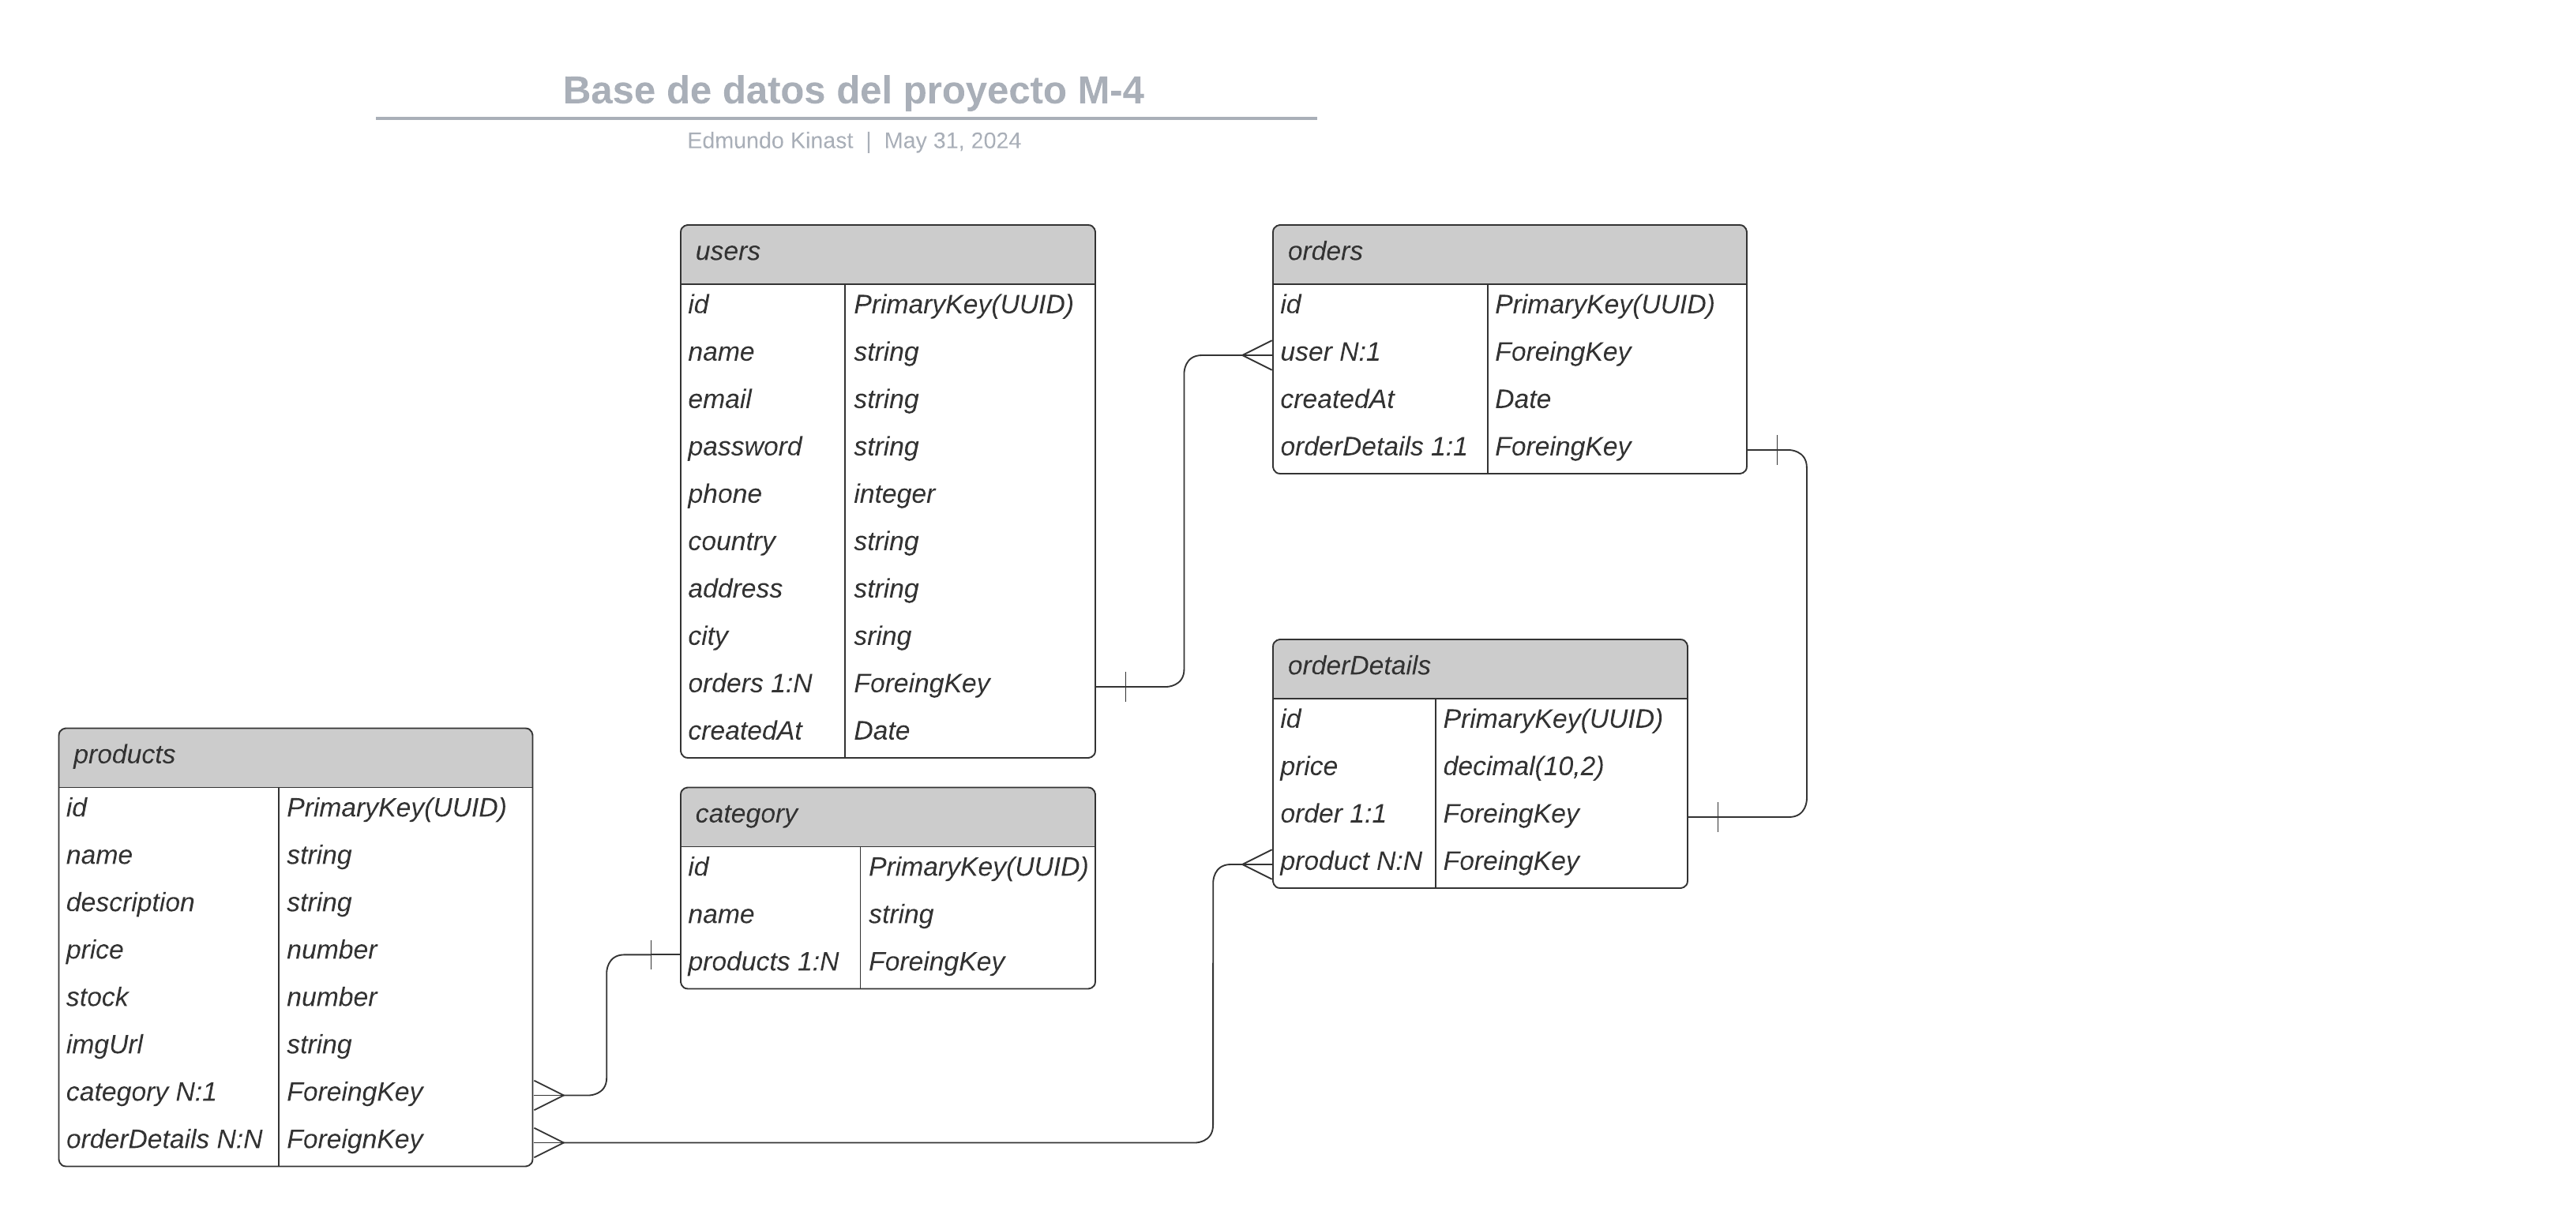 Base de datos del proyecto M-4
Edmundo Kinast | May 31, 2024
users
id PrimaryKey(UUID)
name string
email string
password string
phone integer
country string
address string
city sring
orders 1:N ForeingKey
createdAt Date
orders
id PrimaryKey(UUID)
user N:1 ForeingKey
createdAt Date
orderDetails 1:1 ForeingKey
orderDetails
id PrimaryKey(UUID)
price decimal(10,2)
order 1:1 ForeingKey
product N:N ForeingKey
products
id PrimaryKey(UUID)
name string
description string
price number
stock number
imgUrl string
category N:1 ForeingKey
orderDetails N:N ForeignKey
category
id PrimaryKey(UUID)
name string
products 1:N ForeingKey